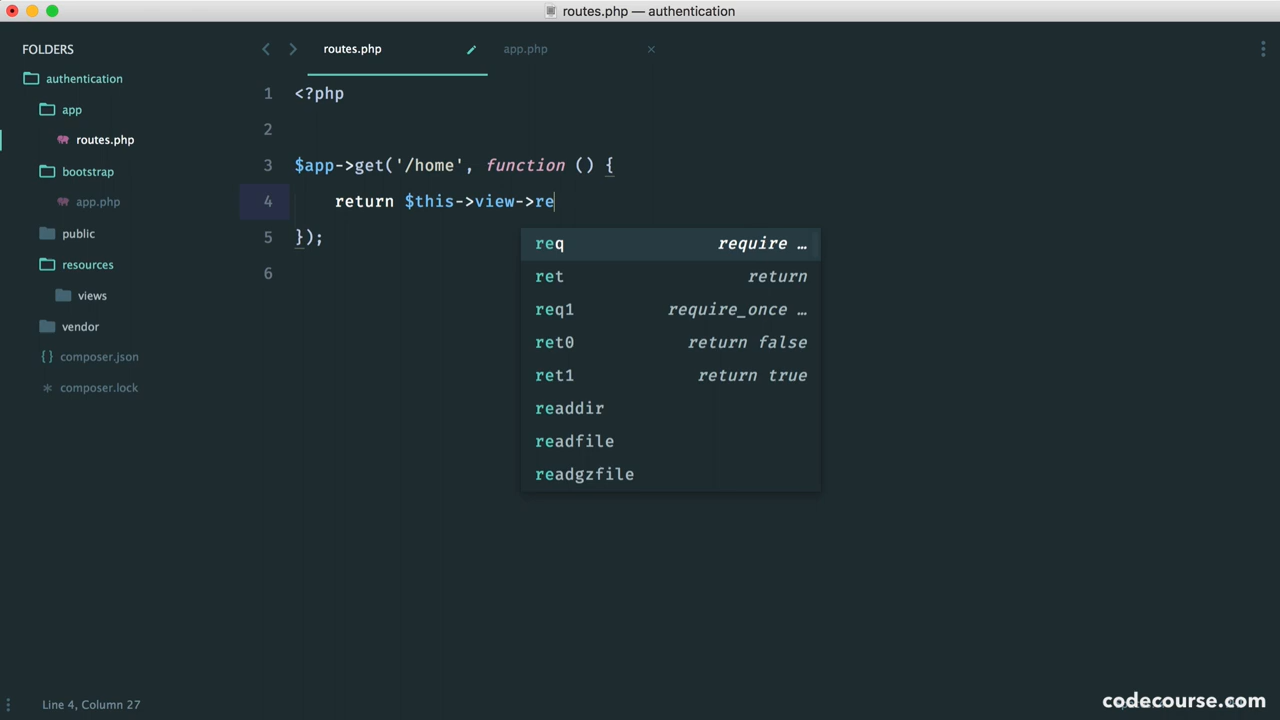 routes.php — authentication
FOLDERS
authentication
app
routes.php
bootstrap
app.php
public
resources
views
vendor
{ } composer.json
* composer.lock
routes.php
app.php
1 <?php
2
3 $app->get('/home', function () {
4 return $this->view->re
5 });
6
req require …
ret return
req1 require_once …
ret0 return false
ret1 return true
readdir
readfile
readgzfile
Line 4, Column 27
codecourse.com